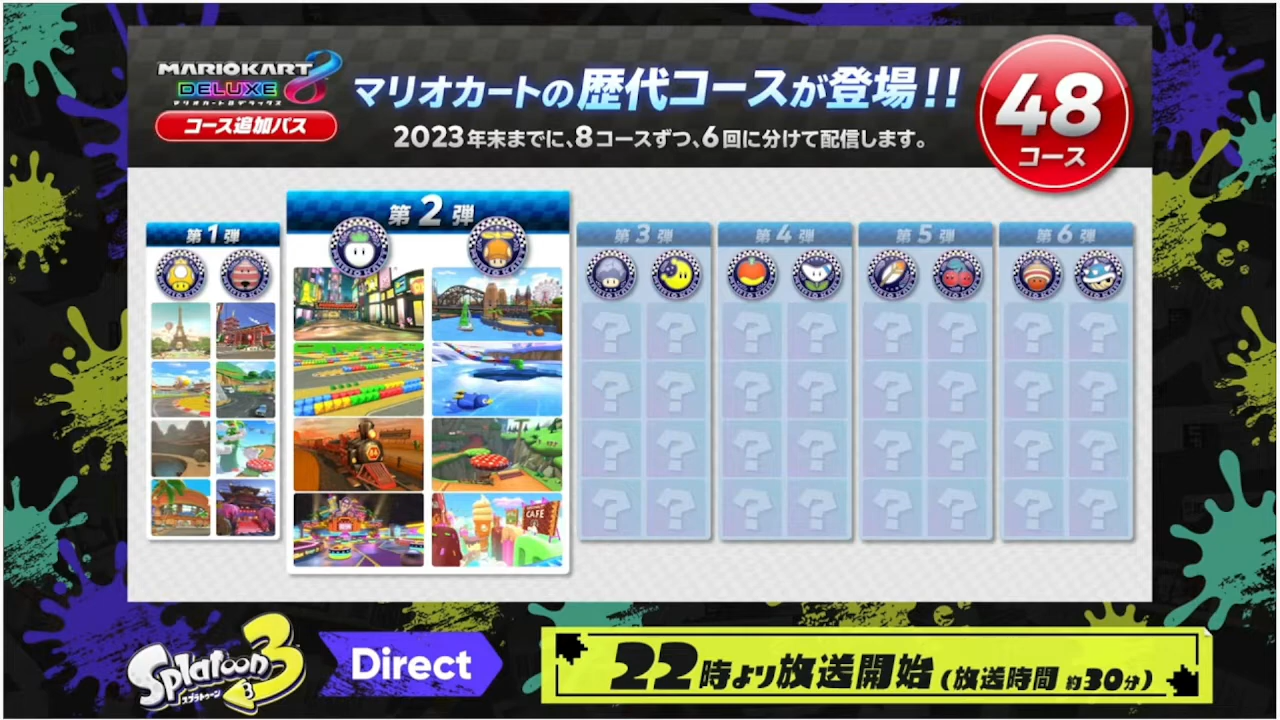 MARIOKART 8
DELUXE
マリオカート8 デラックス
コース追加パス
マリオカートの歴代コースが登場!!
2023年末までに、8コースずつ、6回に分けて配信します。
48
コース
第1弾
第2弾
第3弾
第4弾
第5弾
第6弾
CAFE
Splatoon 3
スプラトゥーン3
Direct
22時より放送開始(放送時間 約30分)